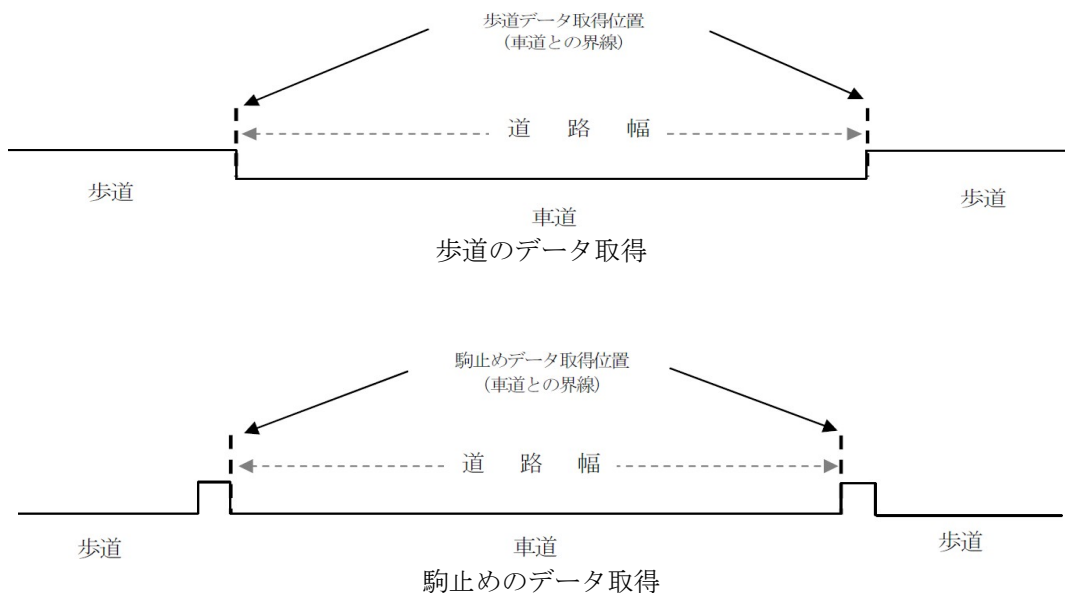 歩道データ取得位置
(車道との界線)
道 路 幅
歩道
歩道
車道
歩道のデータ取得
駒止めデータ取得位置
(車道との界線)
道 路 幅
歩道
車道
歩道
駒止めのデータ取得